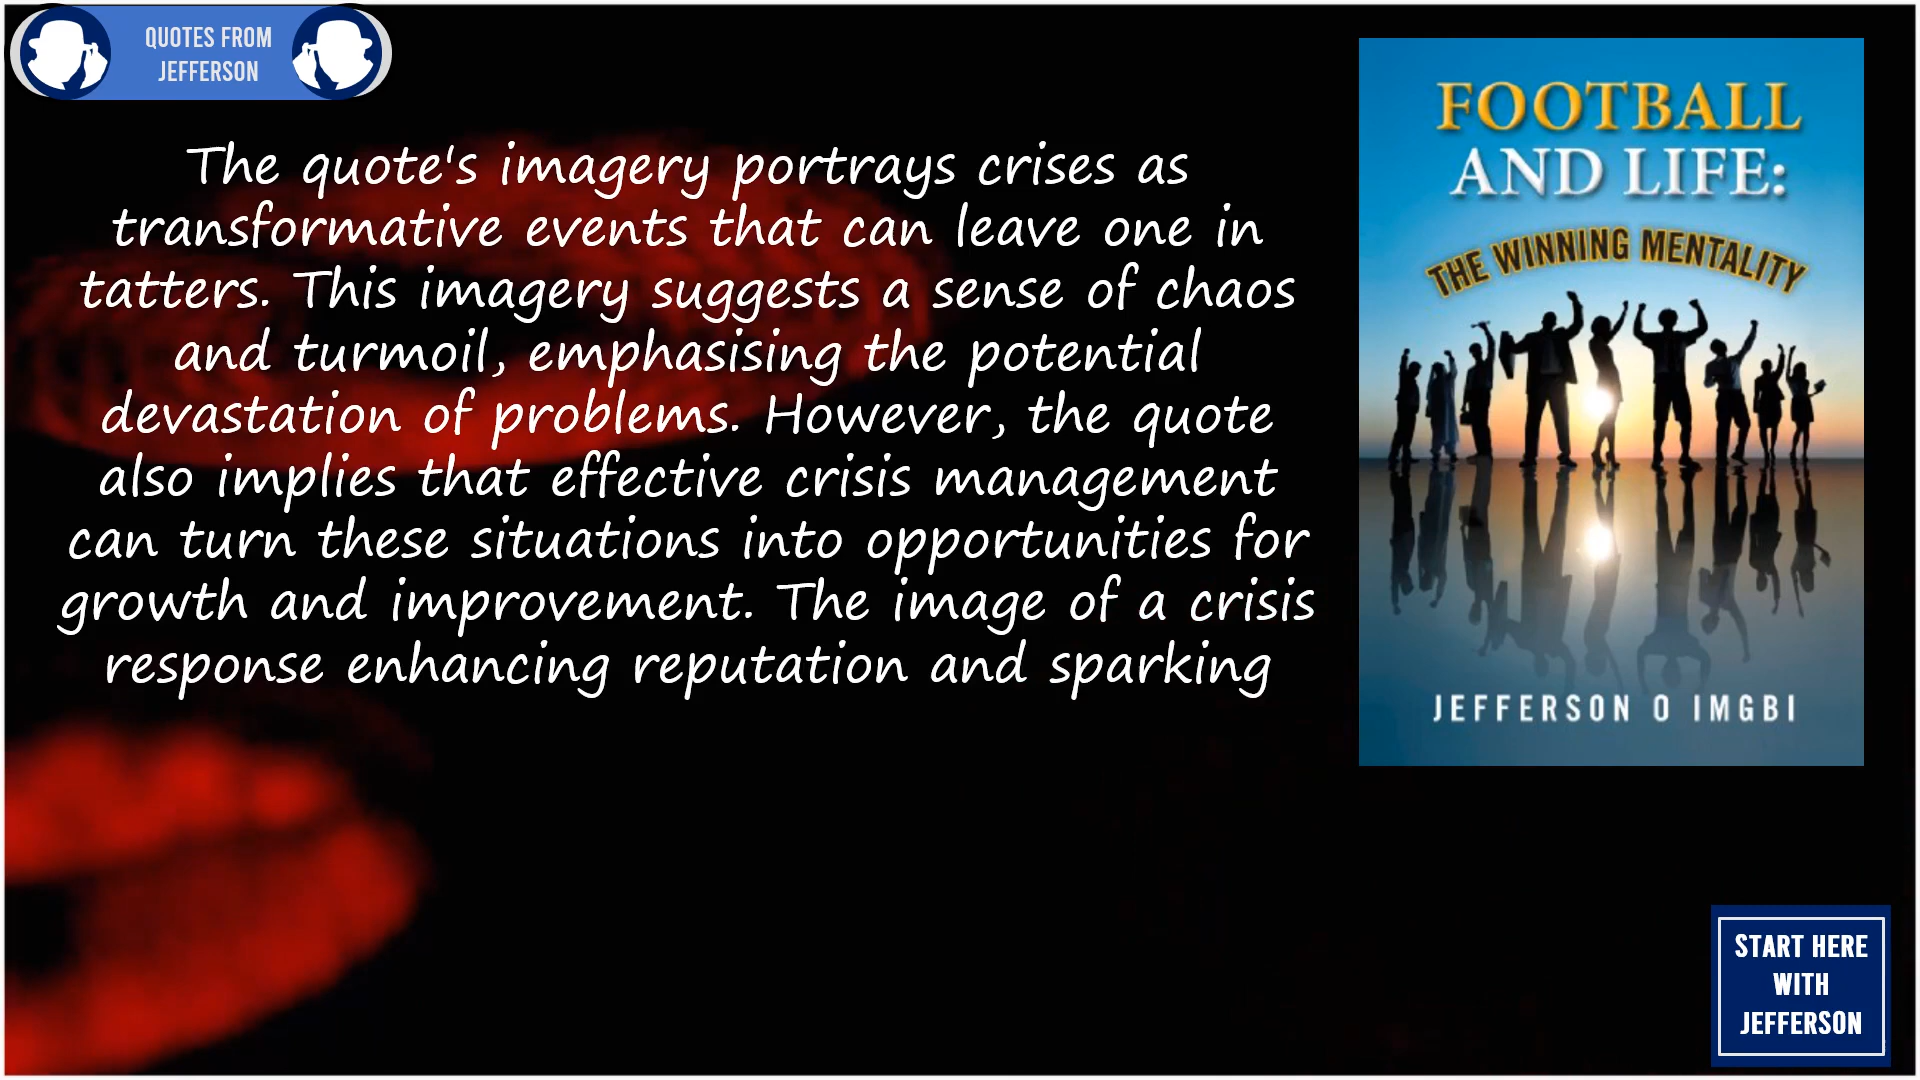 QUOTES FROM
JEFFERSON
The quote's imagery portrays crises as
transformative events that can leave one in
tatters. This imagery suggests a sense of chaos
and turmoil, emphasising the potential
devastation of problems. However, the quote
also implies that effective crisis management
can turn these situations into opportunities for
growth and improvement. The image of a crisis
response enhancing reputation and sparking
FOOTBALL
AND LIFE:
THE WINNING MENTALITY
JEFFERSON O IMGBI
START HERE
WITH
JEFFERSON